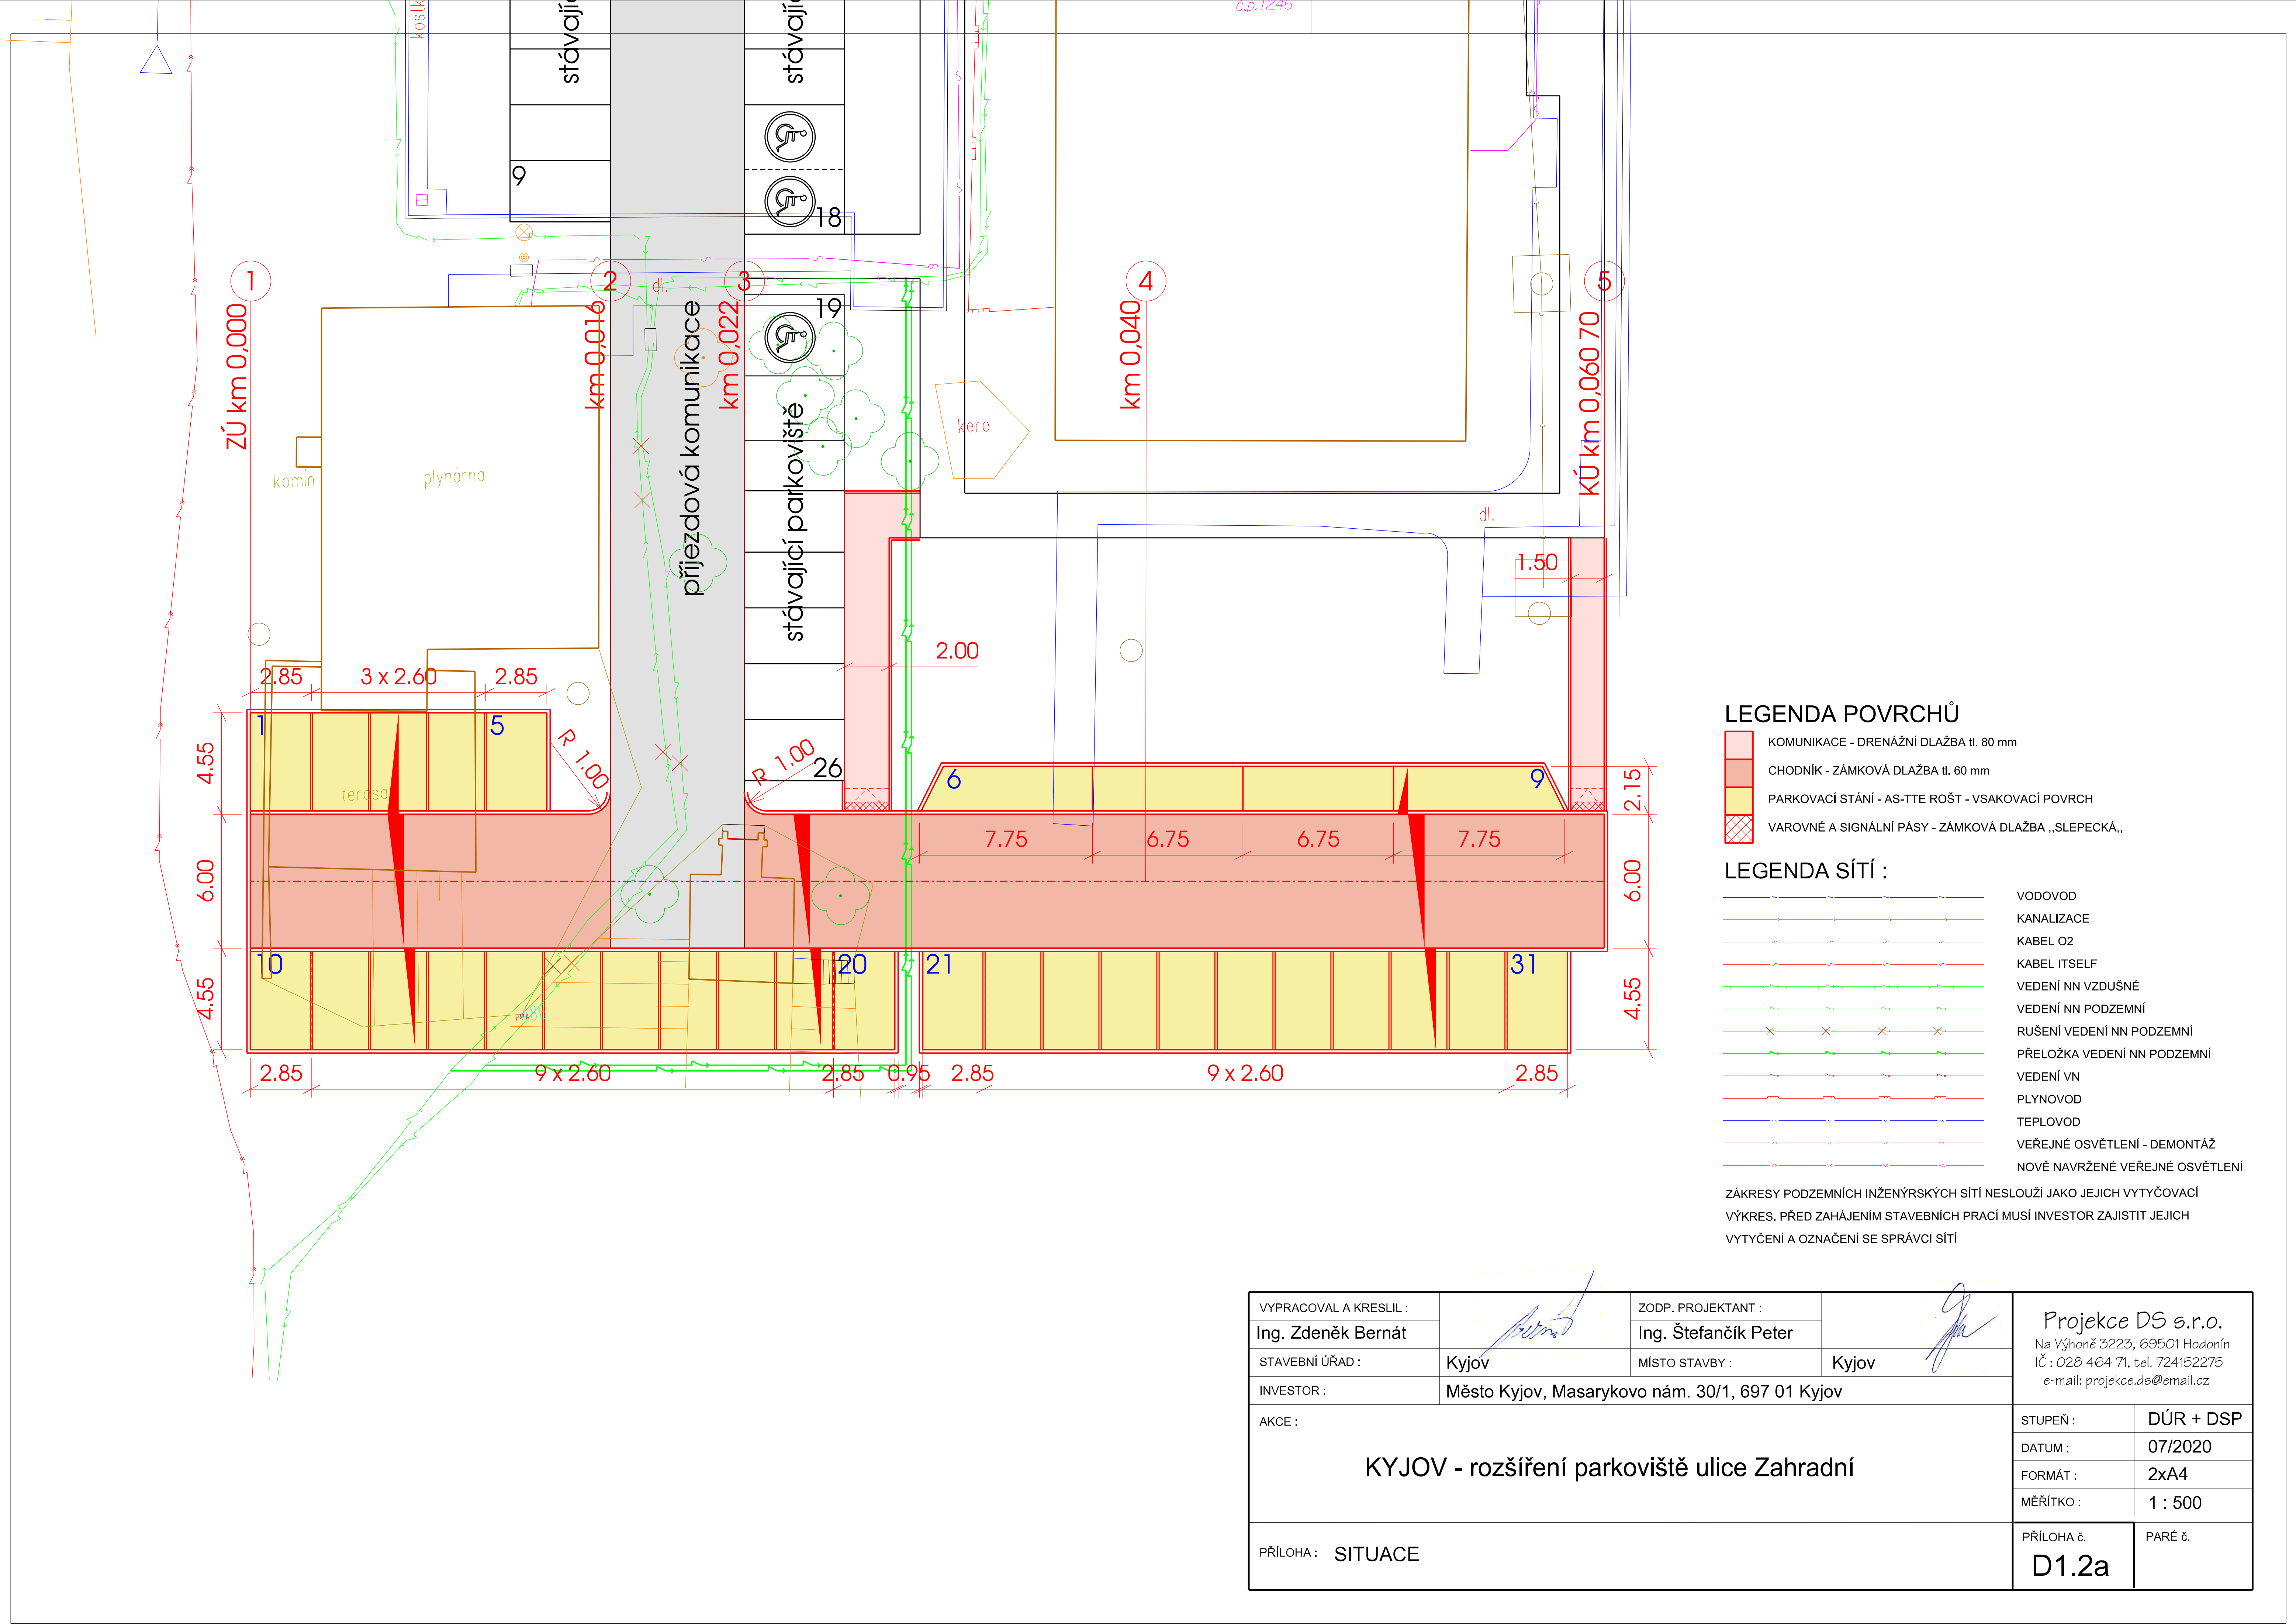 č.p.1246
kostk
stávají
stávají
9
18
19
26
1
2
3
4
5
ZÚ km 0,000
km 0,016
km 0,022
km 0,040
KÚ km 0,060 70
příjezdová komunikace
stávající parkoviště
dl.
dl.
kere
komín
plynárna
terasa
1.50
2.00
2.85
3 x 2.60
2.85
1
5
R 1.00
R 1.00
4.55
6.00
4.55
6
9
2.15
6.00
4.55
7.75
6.75
6.75
7.75
10
20
21
31
PATA
2.85
9 x 2.60
2.85
0.95
2.85
9 x 2.60
2.85
LEGENDA POVRCHŮ
KOMUNIKACE - DRENÁŽNÍ DLAŽBA tl. 80 mm
CHODNÍK - ZÁMKOVÁ DLAŽBA tl. 60 mm
PARKOVACÍ STÁNÍ - AS-TTE ROŠT - VSAKOVACÍ POVRCH
VAROVNÉ A SIGNÁLNÍ PÁSY - ZÁMKOVÁ DLAŽBA ,,SLEPECKÁ,,
LEGENDA SÍTÍ :
VODOVOD
KANALIZACE
KABEL O2
KABEL ITSELF
VEDENÍ NN VZDUŠNÉ
VEDENÍ NN PODZEMNÍ
RUŠENÍ VEDENÍ NN PODZEMNÍ
PŘELOŽKA VEDENÍ NN PODZEMNÍ
VEDENÍ VN
PLYNOVOD
TEPLOVOD
VEŘEJNÉ OSVĚTLENÍ - DEMONTÁŽ
NOVĚ NAVRŽENÉ VEŘEJNÉ OSVĚTLENÍ
ZÁKRESY PODZEMNÍCH INŽENÝRSKÝCH SÍTÍ NESLOUŽÍ JAKO JEJICH VYTYČOVACÍ
VÝKRES. PŘED ZAHÁJENÍM STAVEBNÍCH PRACÍ MUSÍ INVESTOR ZAJISTIT JEJICH
VYTYČENÍ A OZNAČENÍ SE SPRÁVCI SÍTÍ
VYPRACOVAL A KRESLIL :
Ing. Zdeněk Bernát
ZODP. PROJEKTANT :
Ing. Štefančík Peter
STAVEBNÍ ÚŘAD :
Kyjov
MÍSTO STAVBY :
Kyjov
INVESTOR :
Město Kyjov, Masarykovo nám. 30/1, 697 01 Kyjov
AKCE :
KYJOV - rozšíření parkoviště ulice Zahradní
PŘÍLOHA : SITUACE
Projekce DS s.r.o.
Na Výhoně 3223, 69501 Hodonín
IČ : 028 464 71, tel. 724152275
e-mail: projekce.ds@email.cz
STUPEŇ : DÚR + DSP
DATUM : 07/2020
FORMÁT : 2xA4
MĚŘÍTKO : 1 : 500
PŘÍLOHA č.
D1.2a
PARÉ č.